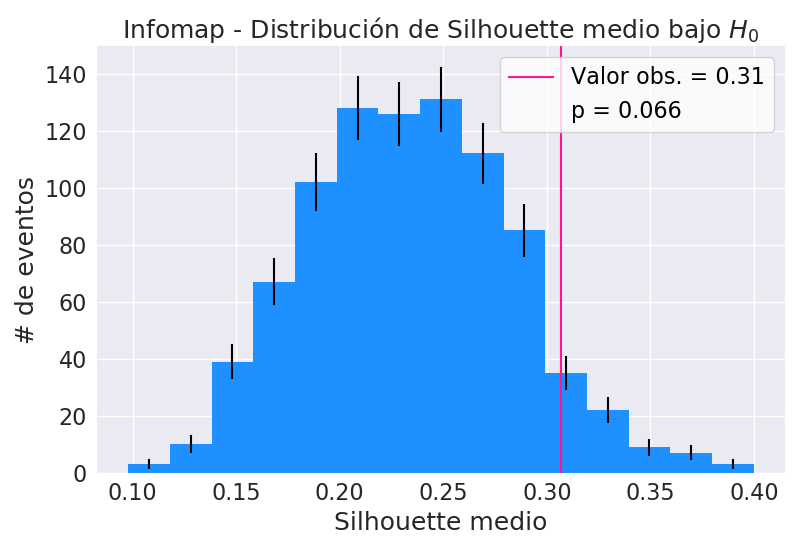 Infomap - Distribución de Silhouette medio bajo $H_0$
Valor obs. = 0.31
p = 0.066
# de eventos
140
120
100
80
60
40
20
0
0.10 0.15 0.20 0.25 0.30 0.35 0.40
Silhouette medio